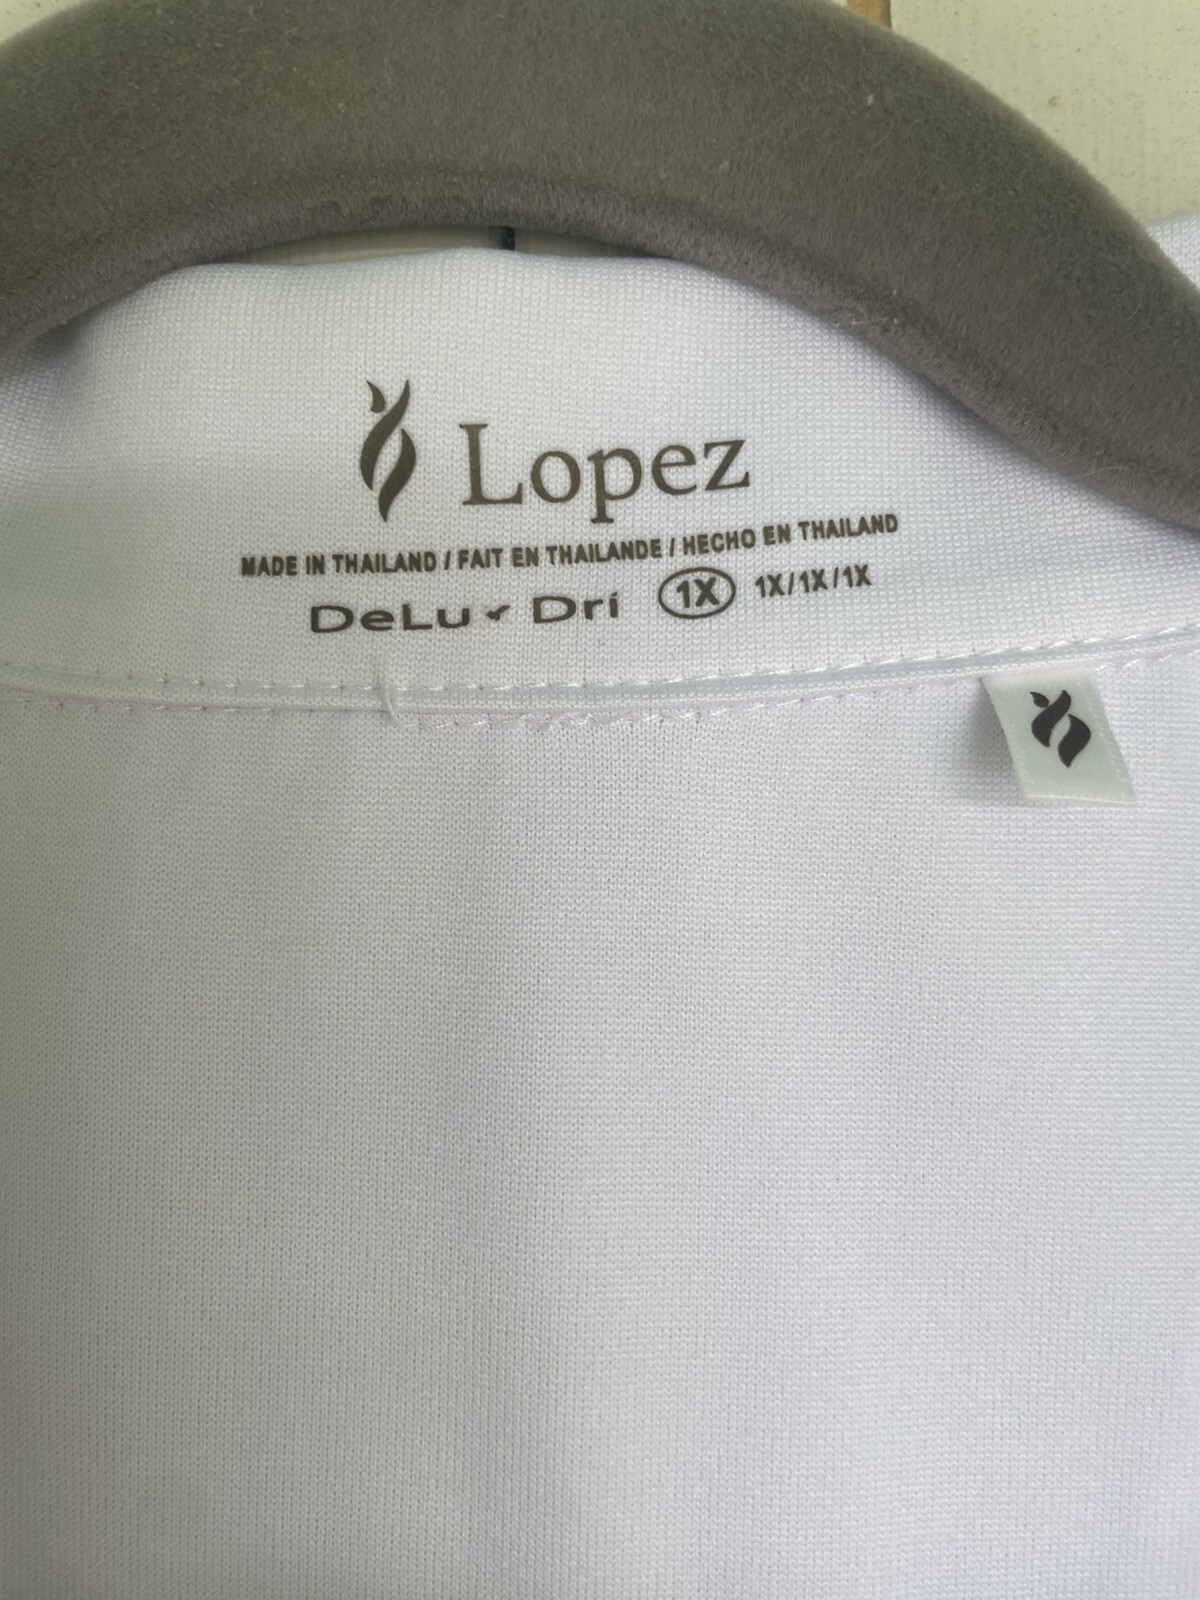 Lopez
MADE IN THAILAND / FAIT EN THAILANDE / HECHO EN THAILAND
DeLu✔ Dri 1X 1X/1X/1X